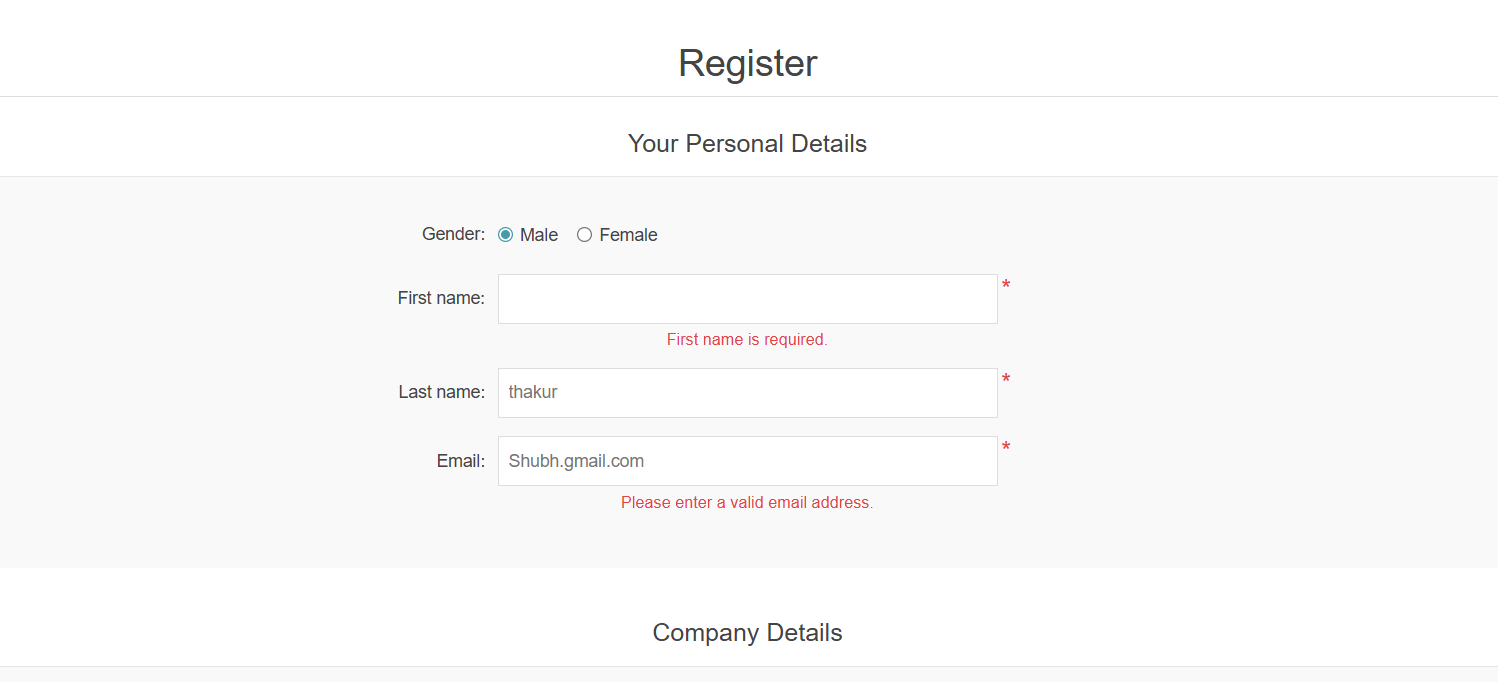 Register
Your Personal Details
Gender: Male Female
First name: *
First name is required.
Last name: thakur *
Email: Shubh.gmail.com *
Please enter a valid email address.
Company Details